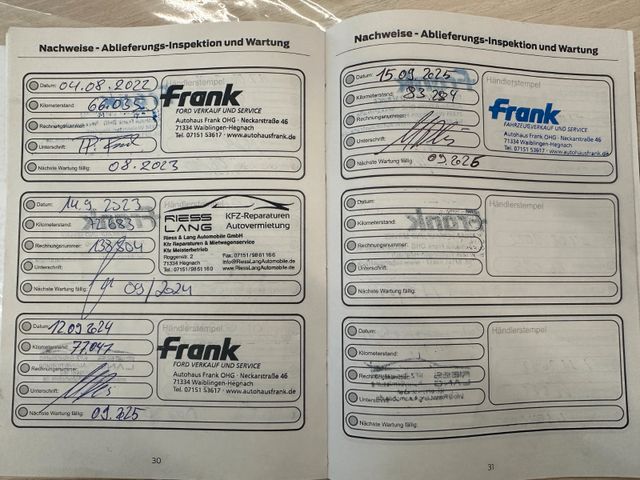 Nachweise - Ablieferungs-Inspektion und Wartung
Datum: 04.08.2022
Händlerstempel
Kilometerstand: 66.035
Rechnungsnummer:
Unterschrift:
Nächste Wartung fällig: 08.2023
Frank
FORD VERKAUF UND SERVICE
Autohaus Frank OHG · Neckarstraße 46
71334 Waiblingen-Hegnach
Tel. 07151 53617 · www.autohausfrank.de
Datum: 14.9.2023
Händlerstempel
Kilometerstand: 72683
Rechnungsnummer: 138804
Unterschrift:
Nächste Wartung fällig: 09/2024
RIESS LANG
KFZ-Reparaturen
Autovermietung
Riess & Lang Automobile GmbH
Kfz Reparaturen & Mietwagenservice
Kfz Meisterbetrieb
Roggenstr. 2
71334 Hegnach
Tel.: 07151/98 61 160
Info@RiessLangAutomobile.de
www.RiessLangAutomobile.de
Datum: 12.09.2024
Händlerstempel
Kilometerstand: 77041
Rechnungsnummer:
Unterschrift:
Nächste Wartung fällig: 09.2025
Frank
FORD VERKAUF UND SERVICE
Autohaus Frank OHG · Neckarstraße 46
71334 Waiblingen-Hegnach
Tel. 07151 53617 · www.autohausfrank.de
30
Nachweise - Ablieferungs-Inspektion und Wartung
Datum: 15.09.2025
Händlerstempel
Kilometerstand: 83.284
Rechnungsnummer:
Unterschrift:
Nächste Wartung fällig: 09.2026
Frank
FAHRZEUGVERKAUF UND SERVICE
Autohaus Frank OHG · Neckarstraße 46
71334 Waiblingen-Hegnach
Tel. 07151 53617 · www.autohausfrank.de
Datum:
Händlerstempel
Kilometerstand:
Rechnungsnummer:
Unterschrift:
Nächste Wartung fällig:
Datum:
Händlerstempel
Kilometerstand:
Rechnungsnummer:
Unterschrift:
Nächste Wartung fällig:
31